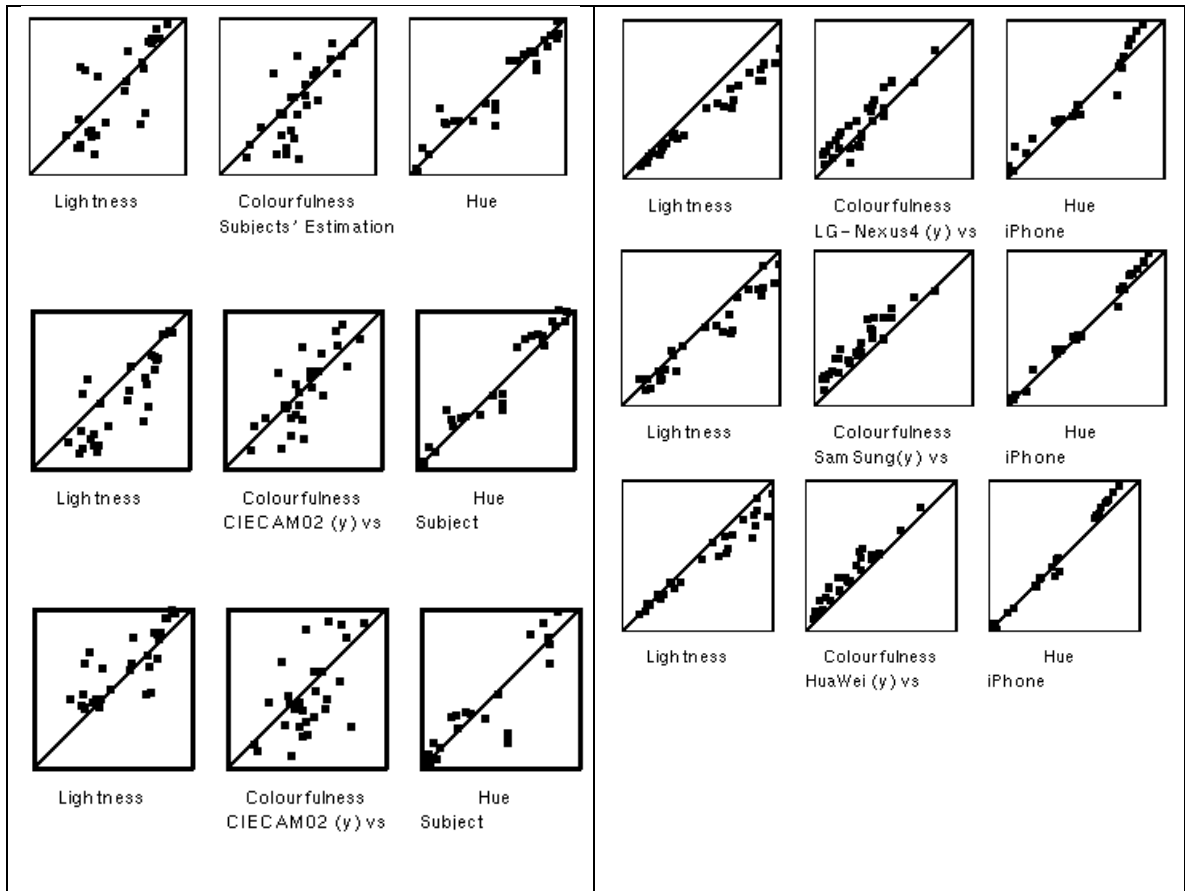 Lightness Colourfulness Hue
Subjects’ Estimation
Lightness Colourfulness Hue
CIECAM02 (y) vs Subject
Lightness Colourfulness Hue
CIECAM02 (y) vs Subject
Lightness Colourfulness Hue
LG-Nexus4 (y) vs iPhone
Lightness Colourfulness Hue
SamSung(y) vs iPhone
Lightness Colourfulness Hue
HuaWei (y) vs iPhone